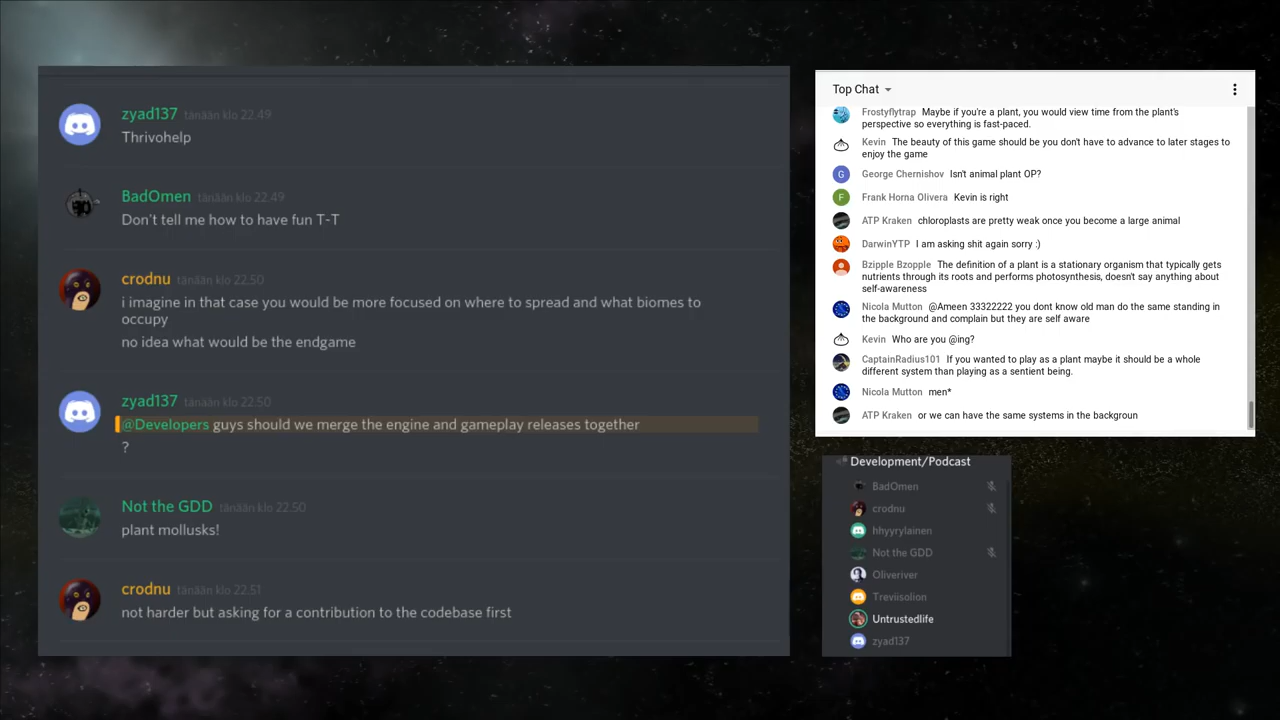 zyad137 tänään klo 22.49
Thrivohelp
BadOmen tänään klo 22.49
Don't tell me how to have fun T-T
crodnu tänään klo 22.50
i imagine in that case you would be more focused on where to spread and what biomes to
occupy
no idea what would be the endgame
zyad137 tänään klo 22.50
@Developers guys should we merge the engine and gameplay releases together
?
Not the GDD tänään klo 22.50
plant mollusks!
crodnu tänään klo 22.51
not harder but asking for a contribution to the codebase first
Top Chat
Frostyflytrap Maybe if you're a plant, you would view time from the plant's
perspective so everything is fast-paced.
Kevin The beauty of this game should be you don't have to advance to later stages to
enjoy the game
G George Chernishov Isn't animal plant OP?
F Frank Horna Olivera Kevin is right
ATP Kraken chloroplasts are pretty weak once you become a large animal
DarwinYTP I am asking shit again sorry :)
Bzipple Bzopple The definition of a plant is a stationary organism that typically gets
nutrients through its roots and performs photosynthesis, doesn't say anything about
self-awareness
Nicola Mutton @Ameen 33322222 you dont know old man do the same standing in
the background and complain but they are self aware
Kevin Who are you @ing?
CaptainRadius101 If you wanted to play as a plant maybe it should be a whole
different system than playing as a sentient being.
Nicola Mutton men*
ATP Kraken or we can have the same systems in the backgroun
Development/Podcast
BadOmen
crodnu
hhyyrylainen
Not the GDD
Oliveriver
Treviisolion
Untrustedlife
zyad137